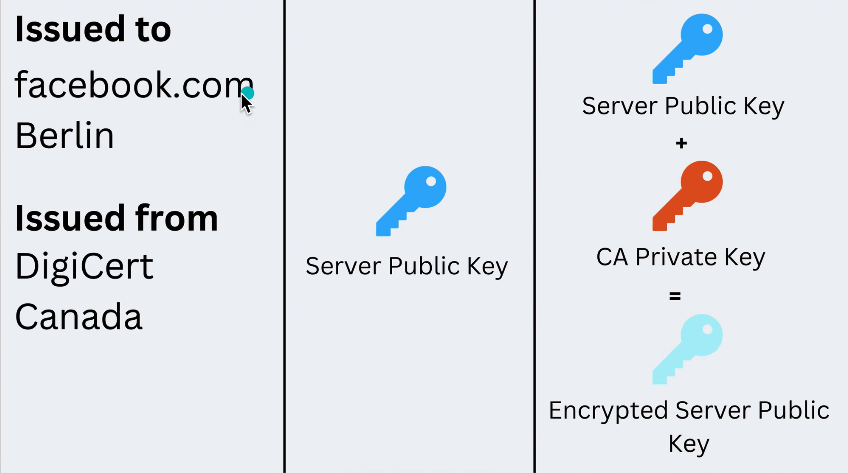 Issued to
facebook.com
Berlin
Issued from
DigiCert
Canada
Server Public Key
Server Public Key
+
CA Private Key
=
Encrypted Server Public
Key